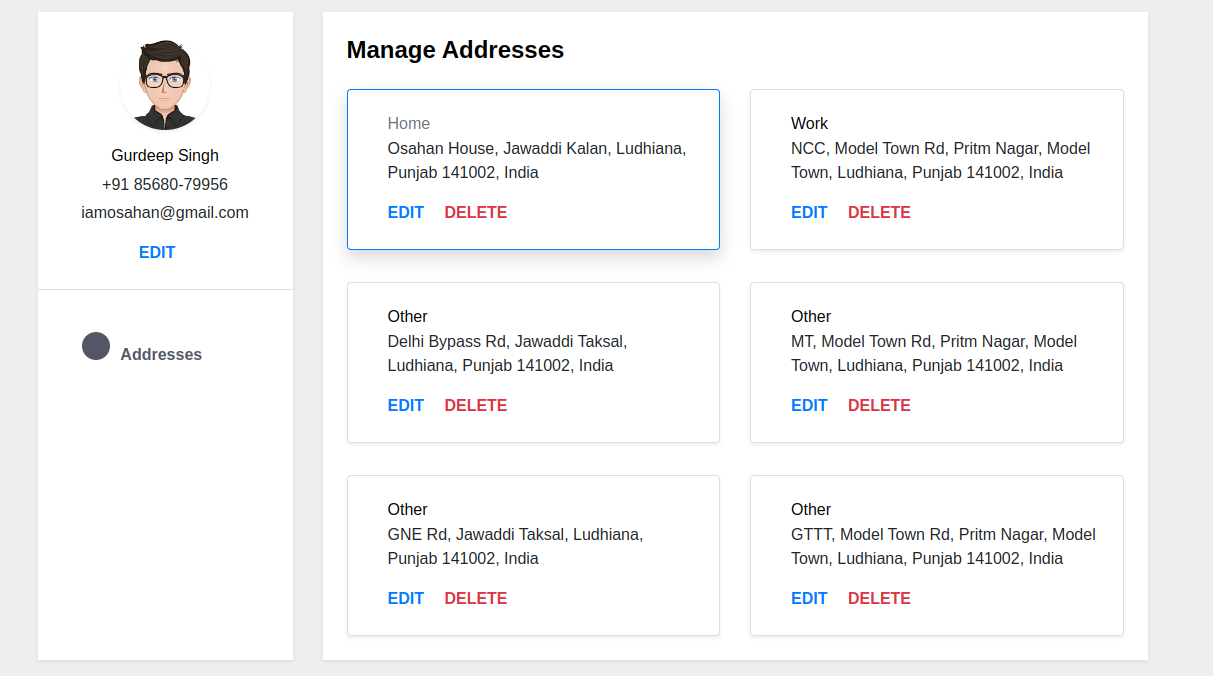 Gurdeep Singh
+91 85680-79956
iamosahan@gmail.com
EDIT
Addresses
Manage Addresses
Home
Osahan House, Jawaddi Kalan, Ludhiana,
Punjab 141002, India
EDIT DELETE
Work
NCC, Model Town Rd, Pritm Nagar, Model
Town, Ludhiana, Punjab 141002, India
EDIT DELETE
Other
Delhi Bypass Rd, Jawaddi Taksal,
Ludhiana, Punjab 141002, India
EDIT DELETE
Other
MT, Model Town Rd, Pritm Nagar, Model
Town, Ludhiana, Punjab 141002, India
EDIT DELETE
Other
GNE Rd, Jawaddi Taksal, Ludhiana,
Punjab 141002, India
EDIT DELETE
Other
GTTT, Model Town Rd, Pritm Nagar, Model
Town, Ludhiana, Punjab 141002, India
EDIT DELETE